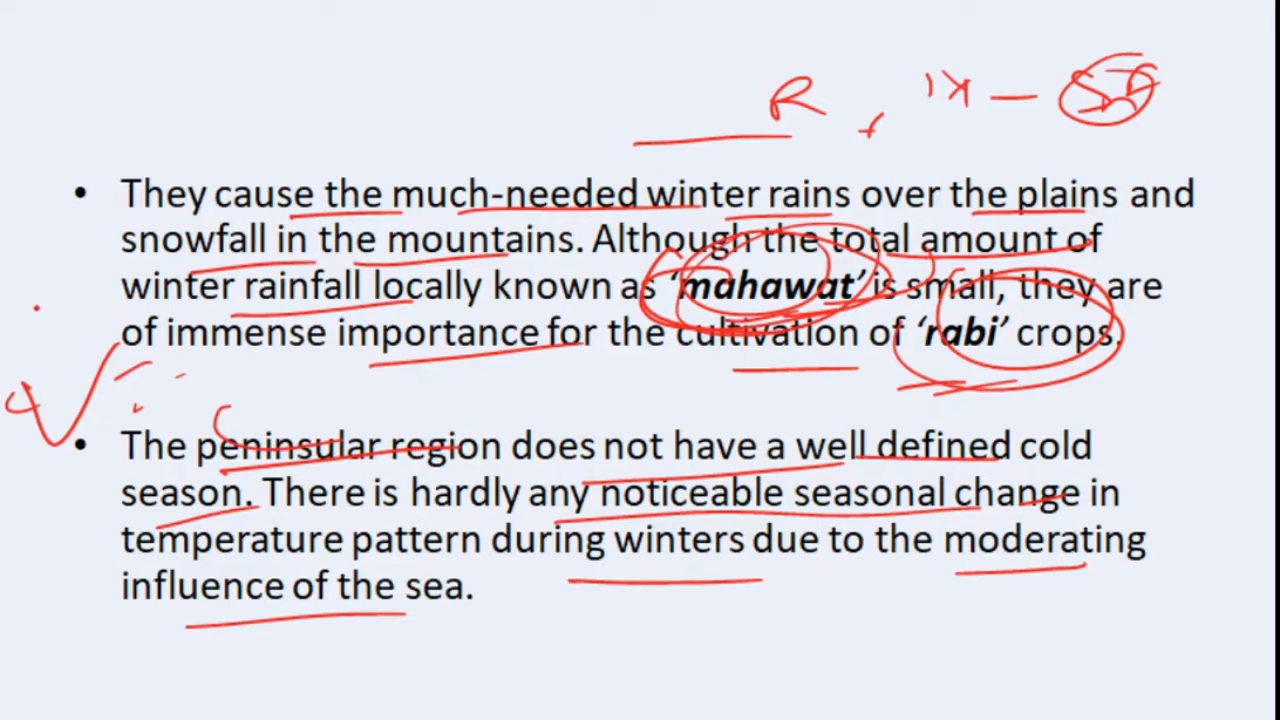 R, 1K –
• They cause the much-needed winter rains over the plains and
snowfall in the mountains. Although the total amount of
winter rainfall locally known as ‘mahawat’ is small, they are
of immense importance for the cultivation of ‘rabi’ crops.
• The peninsular region does not have a well defined cold
season. There is hardly any noticeable seasonal change in
temperature pattern during winters due to the moderating
influence of the sea.